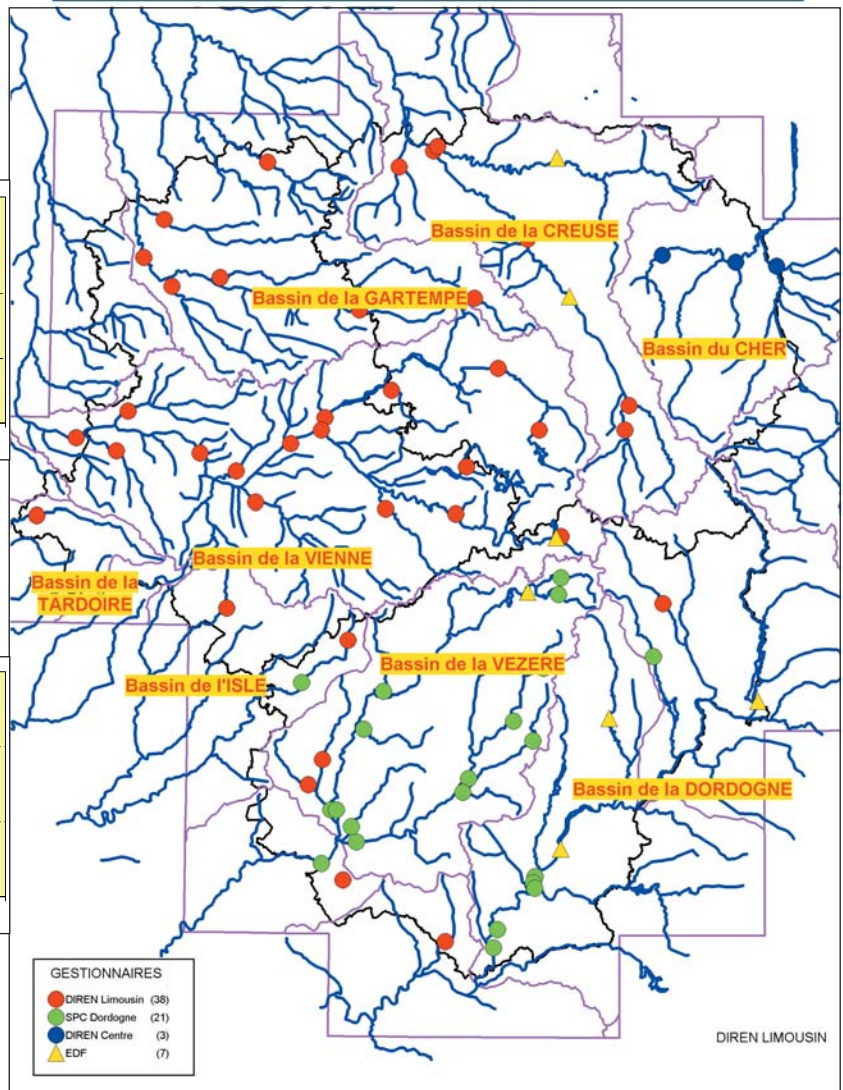 Bassin de la CREUSE
Bassin de la GARTEMPE
Bassin du CHER
Bassin de la VIENNE
Bassin de la
TARDOIRE
Bassin de la VEZERE
Bassin de l'ISLE
Bassin de la DORDOGNE
GESTIONNAIRES
DIREN Limousin (38)
SPC Dordogne (21)
DIREN Centre (3)
EDF (7)
DIREN LIMOUSIN